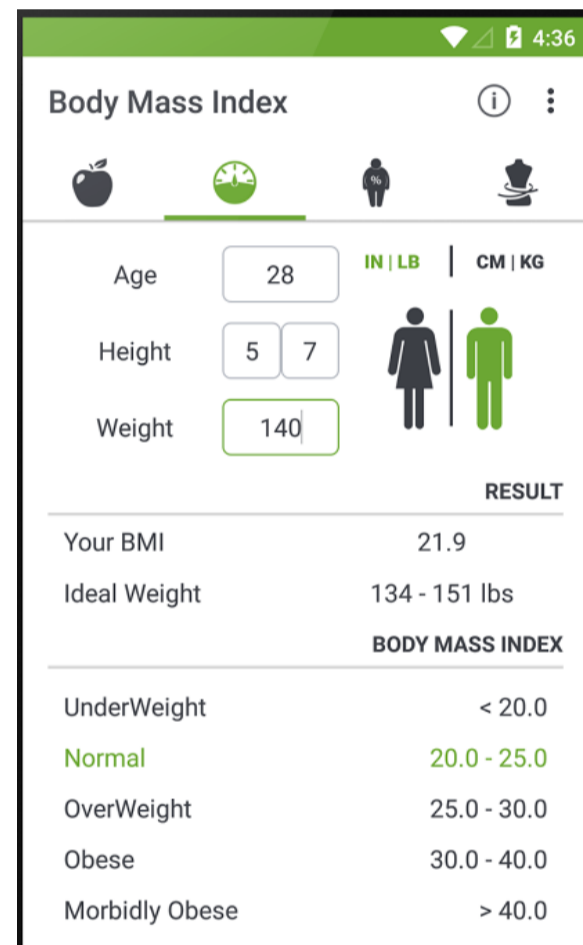 4:36
Body Mass Index
%
Age 28 IN | LB CM | KG
Height 5 7
Weight 140
RESULT
Your BMI 21.9
Ideal Weight 134 - 151 lbs
BODY MASS INDEX
UnderWeight < 20.0
Normal 20.0 - 25.0
OverWeight 25.0 - 30.0
Obese 30.0 - 40.0
Morbidly Obese > 40.0